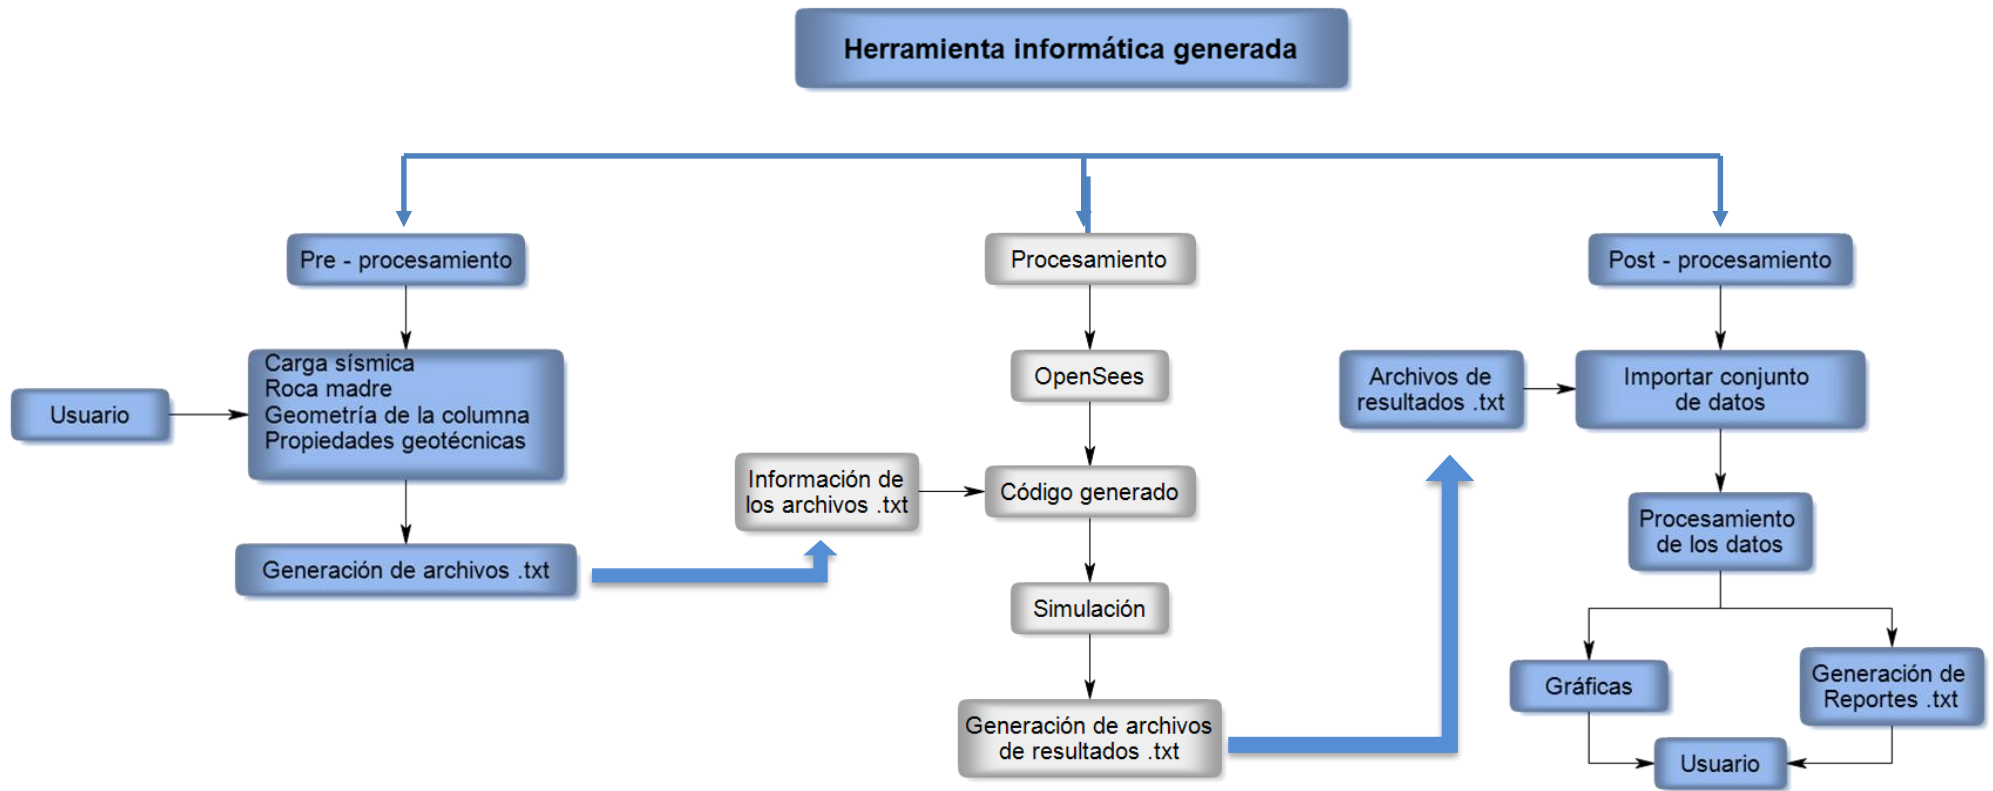 Herramienta informática generada
Pre - procesamiento
Carga sísmica
Roca madre
Geometría de la columna
Propiedades geotécnicas
Usuario
Generación de archivos .txt
Procesamiento
OpenSees
Información de
los archivos .txt
Código generado
Simulación
Generación de archivos
de resultados .txt
Post - procesamiento
Archivos de
resultados .txt
Importar conjunto
de datos
Procesamiento
de los datos
Gráficas
Generación de
Reportes .txt
Usuario